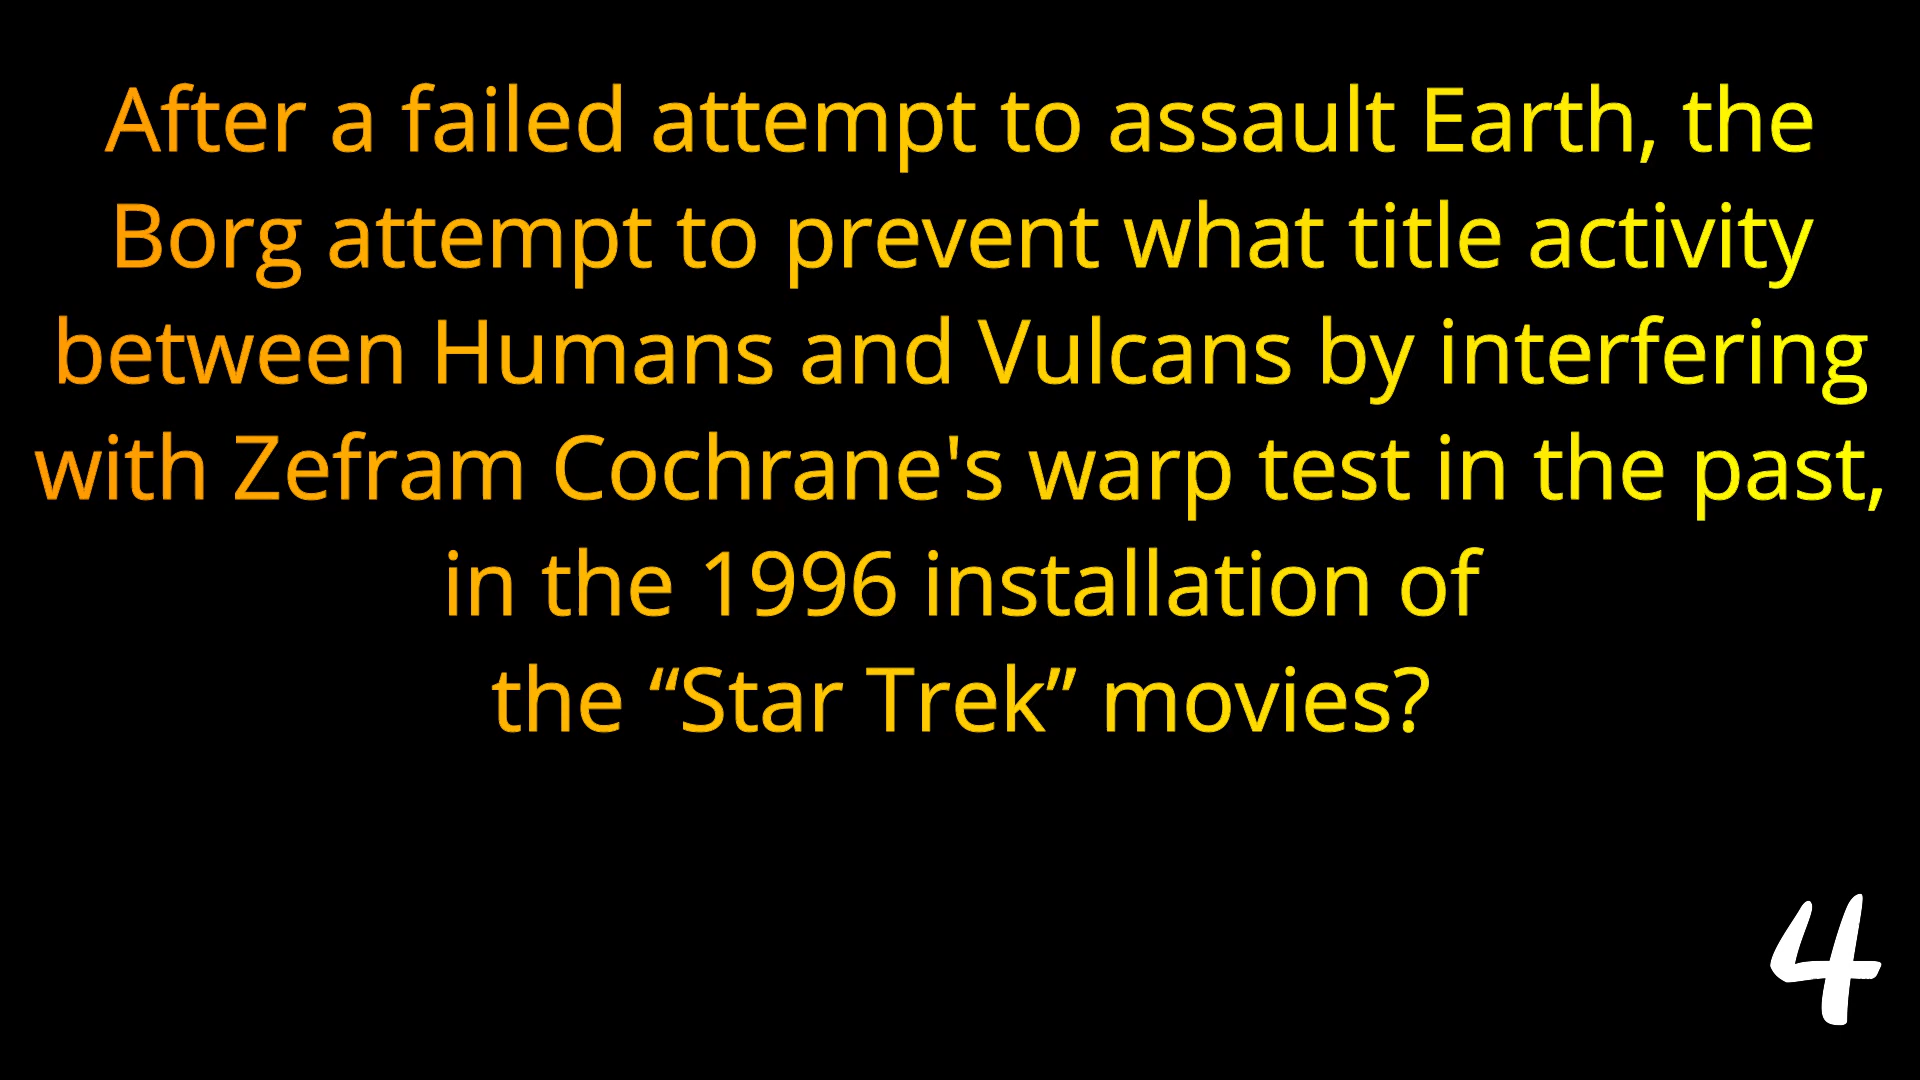 After a failed attempt to assault Earth, the
Borg attempt to prevent what title activity
between Humans and Vulcans by interfering
with Zefram Cochrane's warp test in the past,
in the 1996 installation of
the “Star Trek” movies?
4